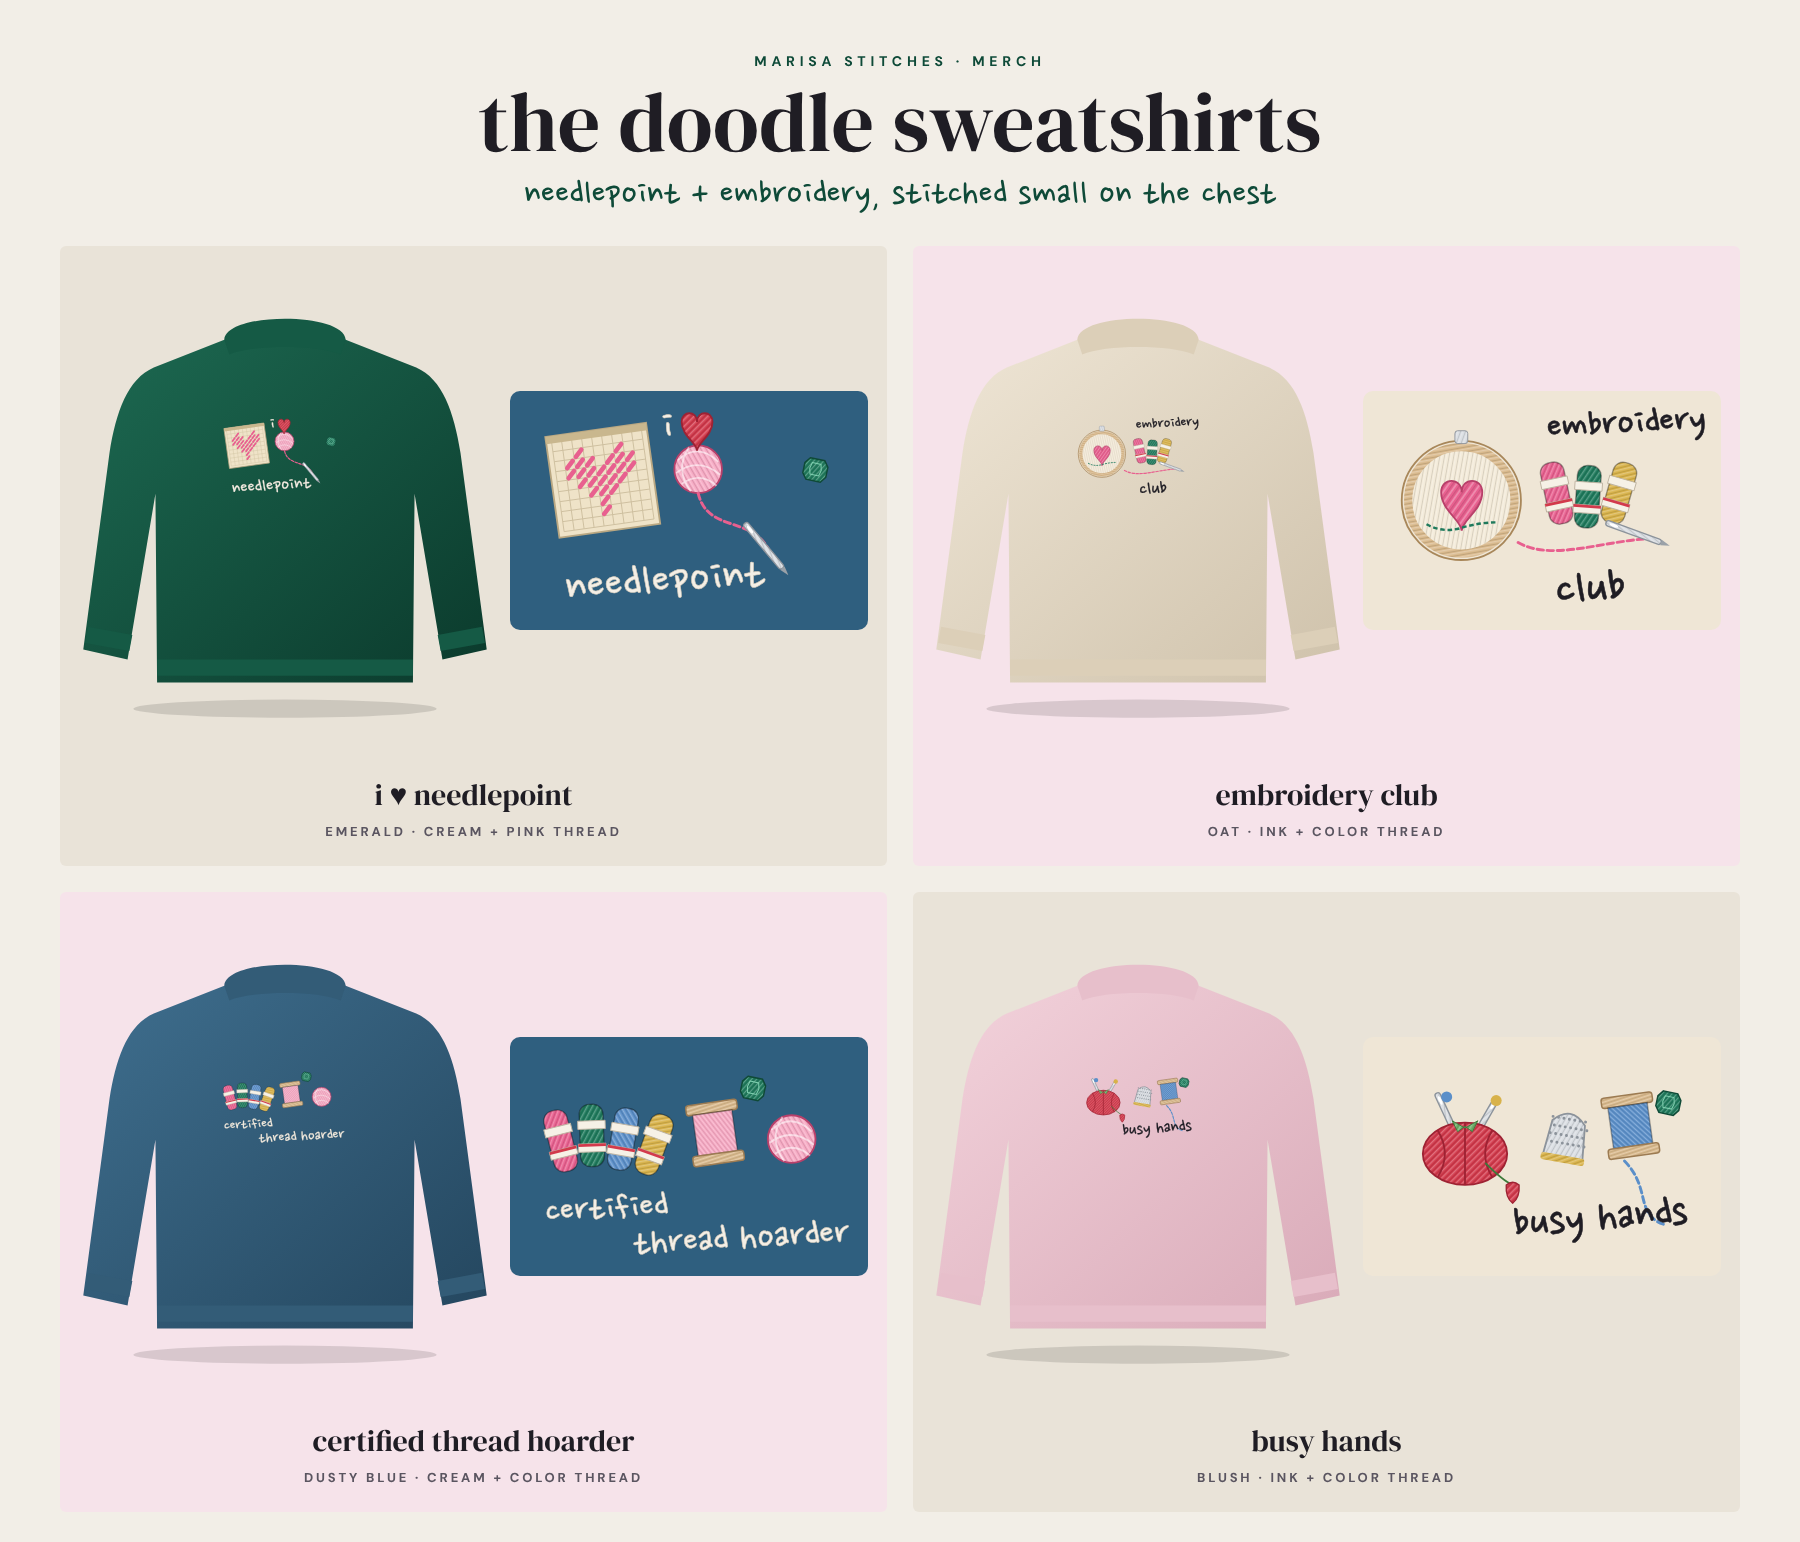 MARISA STITCHES · MERCH
the doodle sweatshirts
needlepoint + embroidery, stitched small on the chest
i ♥
needlepoint
i ♥
needlepoint
i ♥ needlepoint
EMERALD · CREAM + PINK THREAD
embroidery
club
embroidery
club
embroidery club
OAT · INK + COLOR THREAD
certified
thread hoarder
certified
thread hoarder
certified thread hoarder
DUSTY BLUE · CREAM + COLOR THREAD
busy hands
busy hands
busy hands
BLUSH · INK + COLOR THREAD